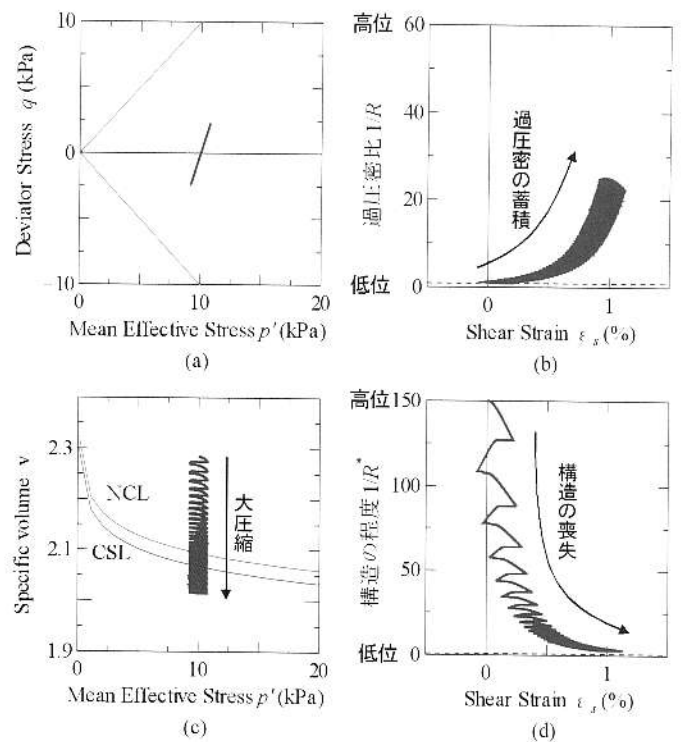 10
0
-10
0
10
20
Deviator Stress q (kPa)
Mean Effective Stress p' (kPa)
(a)
高位
60
40
20
0
低位
0
1
過圧密比 1/R
過圧密の蓄積
Shear Strain ε s (%)
(b)
2.3
2.1
1.9
0
10
20
Specific volume v
NCL
CSL
大圧縮
Mean Effective Stress p' (kPa)
(c)
高位
150
100
50
0
低位
0
1
構造の程度 1/R*
構造の喪失
Shear Strain ε s (%)
(d)